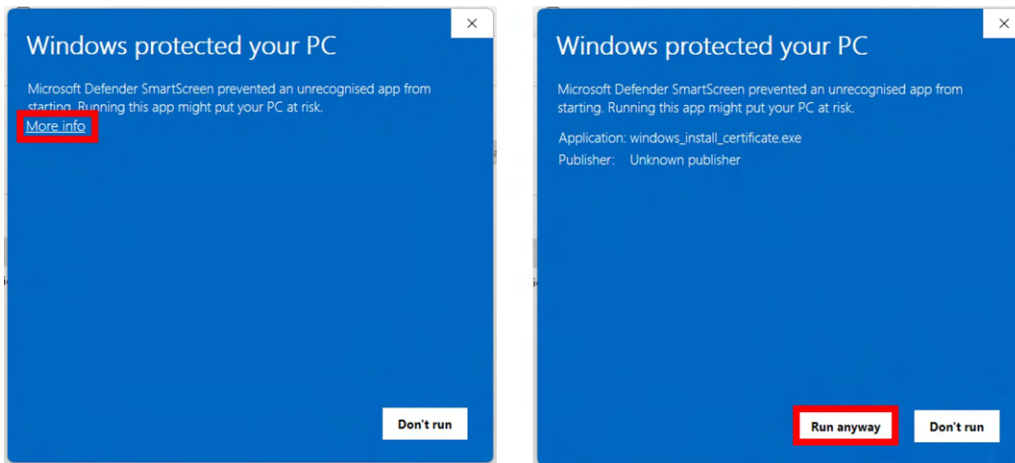 Windows protected your PC
Microsoft Defender SmartScreen prevented an unrecognised app from
starting. Running this app might put your PC at risk.
More info
Don't run
Windows protected your PC
Microsoft Defender SmartScreen prevented an unrecognised app from
starting. Running this app might put your PC at risk.
Application: windows_install_certificate.exe
Publisher: Unknown publisher
Run anyway
Don't run